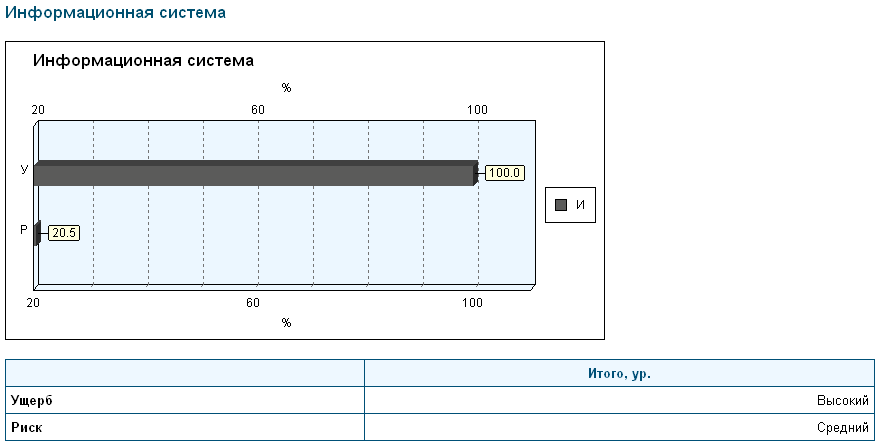 Информационная система
Информационная система
%
20 60 100
У 100.0
И
Р 20.5
20 60 100
%
Итого, ур.
Ущерб Высокий
Риск Средний